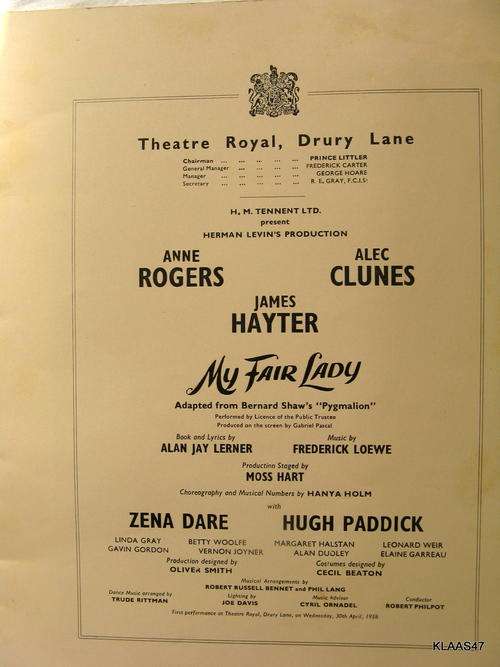 Theatre Royal, Drury Lane
Chairman ... ... ... ... ... PRINCE LITTLER
General Manager ... ... ... ... FREDERICK CARTER
Manager ... ... ... ... ... GEORGE HOARE
Secretary ... ... ... ... ... R. E. GRAY, F.C.I.S.
H. M. TENNENT LTD.
present
HERMAN LEVIN'S PRODUCTION
ANNE ALEC
ROGERS CLUNES
JAMES
HAYTER
My Fair Lady
Adapted from Bernard Shaw's "Pygmalion"
Performed by Licence of the Public Trustee
Produced on the screen by Gabriel Pascal
Book and Lyrics by Music by
ALAN JAY LERNER FREDERICK LOEWE
Production Staged by
MOSS HART
Choreography and Musical Numbers by HANYA HOLM
with
ZENA DARE HUGH PADDICK
LINDA GRAY BETTY WOOLFE MARGARET HALSTAN LEONARD WEIR
GAVIN GORDON VERNON JOYNER ALAN DUDLEY ELAINE GARREAU
Production designed by Costumes designed by
OLIVER SMITH CECIL BEATON
Musical Arrangements by
ROBERT RUSSELL BENNET and PHIL LANG
Dance Music arranged by Lighting by Music Advisor Conductor
TRUDE RITTMAN JOE DAVIS CYRIL ORNADEL ROBERT PHILPOT
First performance at Theatre Royal, Drury Lane, on Wednesday, 30th April, 1958
KLAAS47